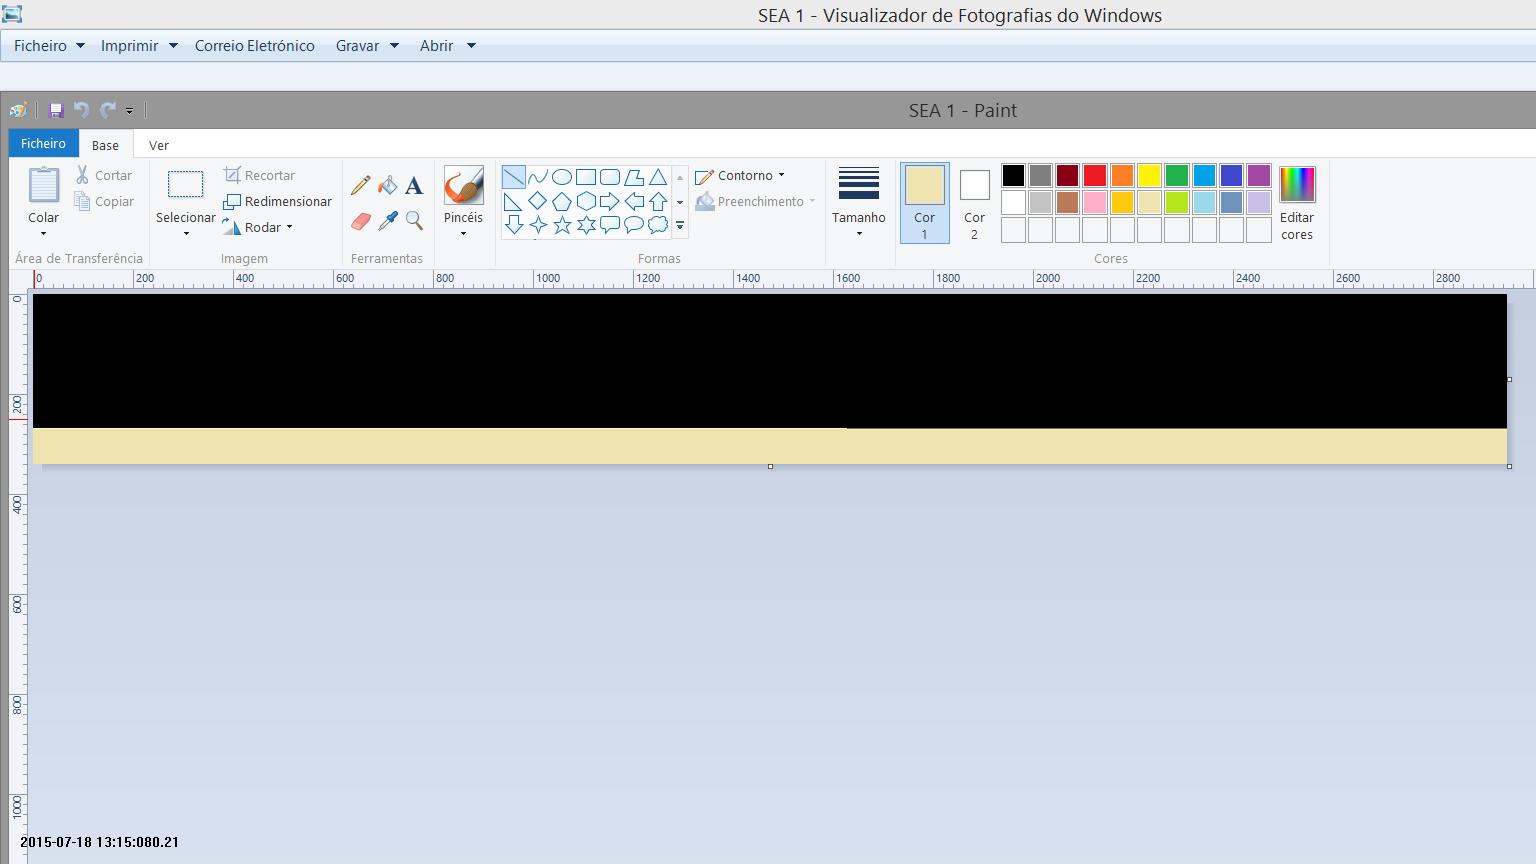 SEA 1 - Visualizador de Fotografias do Windows
Ficheiro Imprimir Correio Eletrónico Gravar Abrir
SEA 1 - Paint
Ficheiro Base Ver
Colar
Cortar
Copiar
Área de Transferência
Selecionar
Recortar
Redimensionar
Rodar
Imagem
A
Ferramentas
Pincéis
Formas
Contorno
Preenchimento
Tamanho
Cor 1
Cor 2
Editar cores
Cores
0 200 400 600 800 1000 1200 1400 1600 1800 2000 2200 2400 2600 2800
0
200
400
600
800
1000
2015-07-18 13:15:080.21